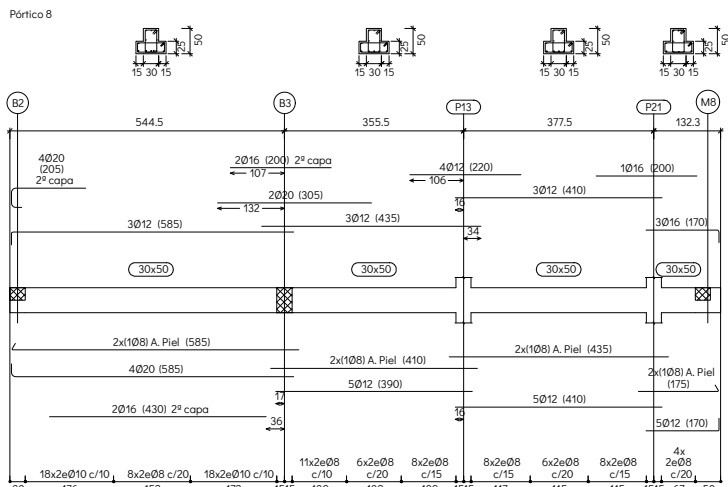 Pórtico 8
25
50
25
50
25
50
25
50
15 30 15
15 30 15
15 30 15
15 30 15
B2
B3
P13
P21
M8
544.5
355.5
377.5
132.3
4Ø20
(205)
2ª capa
2Ø16 (200) 2ª capa
107
4Ø12 (220)
106
1Ø16 (200)
2Ø20 (305)
132
3Ø12 (410)
16
3Ø12 (585)
3Ø12 (435)
34
3Ø16 (170)
30x50
30x50
30x50
30x50
2x(1Ø8) A. Piel (585)
2x(1Ø8) A. Piel (435)
2x(1Ø8) A. Piel (410)
2x(1Ø8) A. Piel
(175)
4Ø20 (585)
5Ø12 (390)
17
5Ø12 (410)
16
2Ø16 (430) 2ª capa
36
5Ø12 (170)
18x2eØ10 c/10
8x2eØ8 c/20
18x2eØ10 c/10
11x2eØ8
c/10
6x2eØ8
c/20
8x2eØ8
c/15
8x2eØ8
c/15
6x2eØ8
c/20
8x2eØ8
c/15
4x
2eØ8
c/20